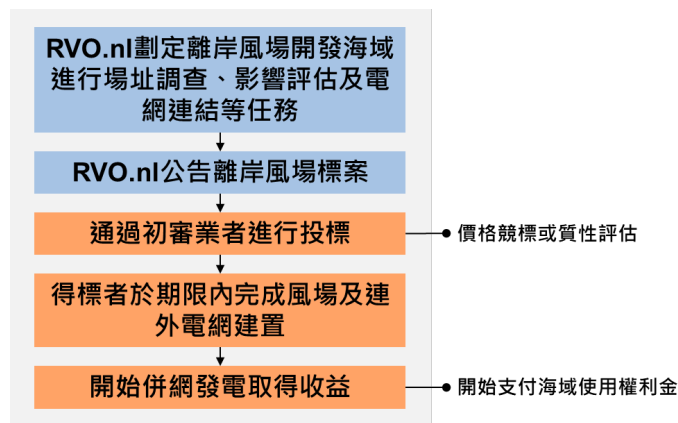 RVO.nl劃定離岸風場開發海域
進行場址調查、影響評估及電
網連結等任務
RVO.nl公告離岸風場標案
通過初審業者進行投標
價格競標或質性評估
得標者於期限內完成風場及連
外電網建置
開始併網發電取得收益
開始支付海域使用權利金